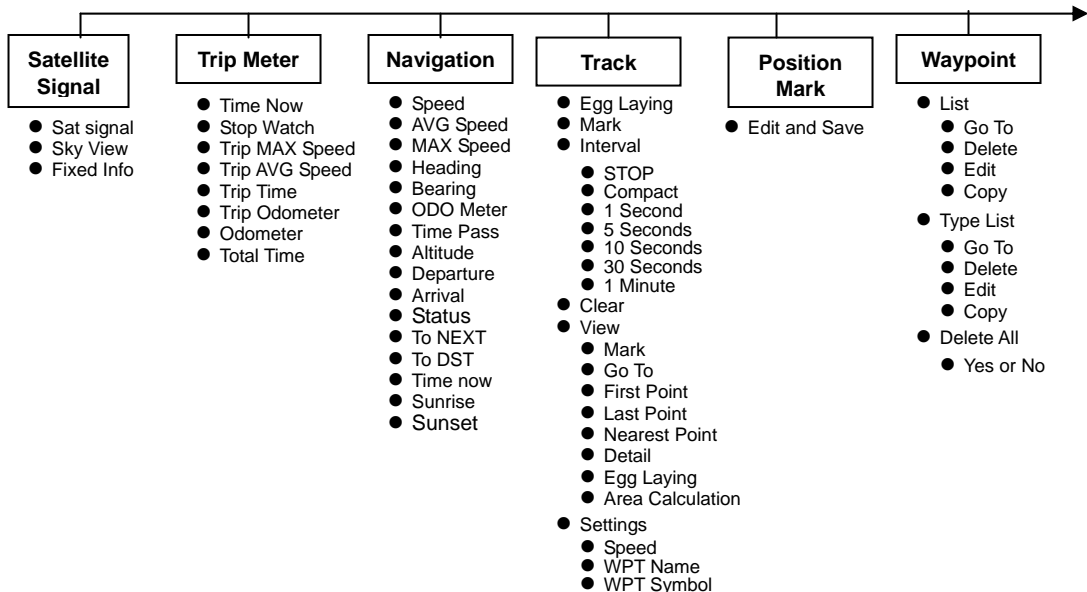 Satellite
Signal
Sat signal
Sky View
Fixed Info
Trip Meter
Time Now
Stop Watch
Trip MAX Speed
Trip AVG Speed
Trip Time
Trip Odometer
Odometer
Total Time
Navigation
Speed
AVG Speed
MAX Speed
Heading
Bearing
ODO Meter
Time Pass
Altitude
Departure
Arrival
Status
To NEXT
To DST
Time now
Sunrise
Sunset
Track
Egg Laying
Mark
Interval
STOP
Compact
1 Second
5 Seconds
10 Seconds
30 Seconds
1 Minute
Clear
View
Mark
Go To
First Point
Last Point
Nearest Point
Detail
Egg Laying
Area Calculation
Settings
Speed
WPT Name
WPT Symbol
Position
Mark
Edit and Save
Waypoint
List
Go To
Delete
Edit
Copy
Type List
Go To
Delete
Edit
Copy
Delete All
Yes or No